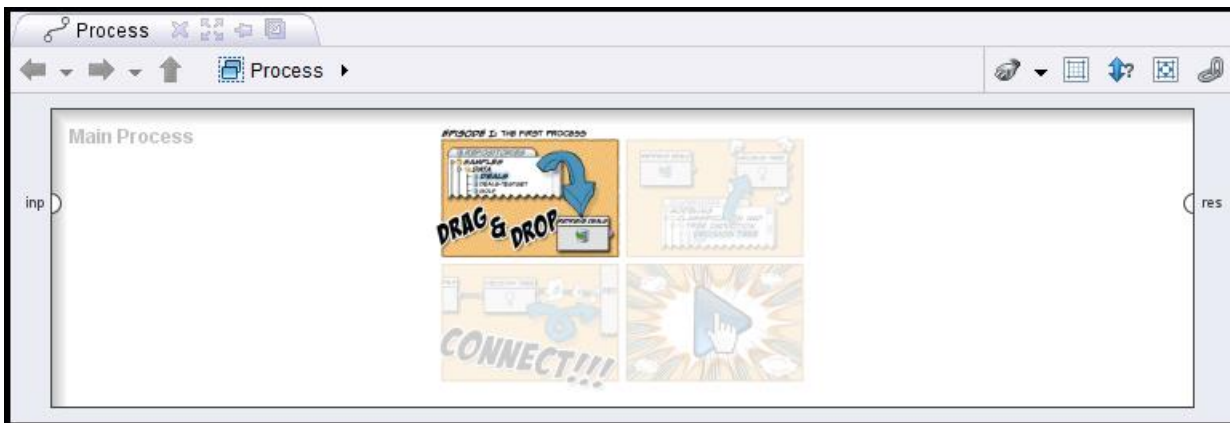 Process
Process
Main Process
inp
res
EPISODE I: THE FIRST PROCESS
REPOSITORIES
SAMPLES
DATA
DEALS
DEALS-TESTSET
GOLF
DRAG & DROP
CONNECT!!!